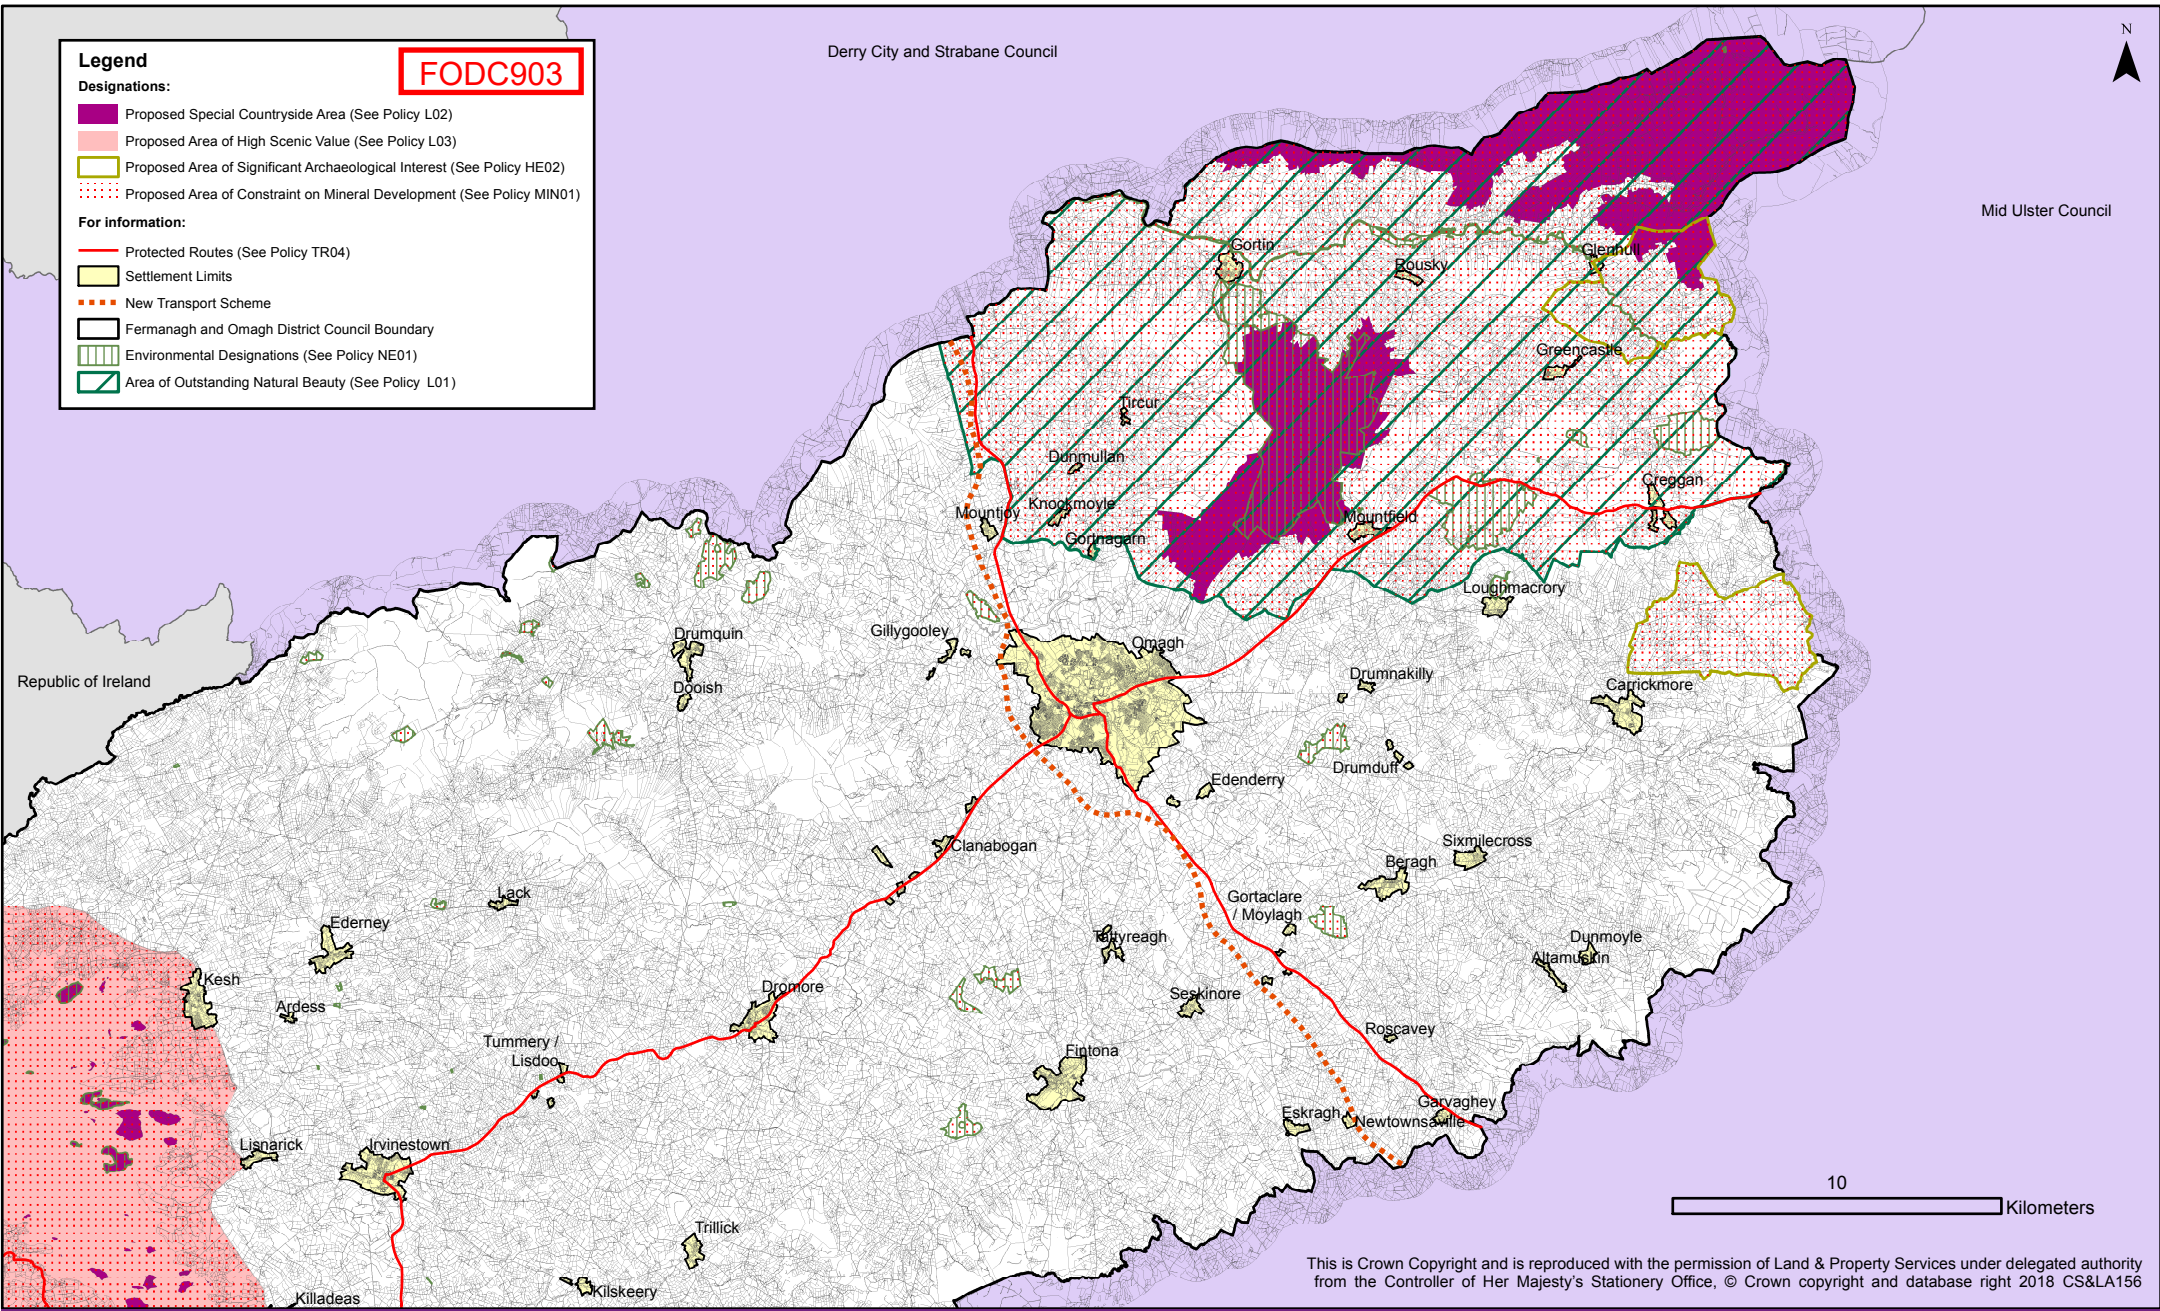 Legend
FODC903
Designations:
Proposed Special Countryside Area (See Policy L02)
Proposed Area of High Scenic Value (See Policy L03)
Proposed Area of Significant Archaeological Interest (See Policy HE02)
Proposed Area of Constraint on Mineral Development (See Policy MIN01)
For information:
Protected Routes (See Policy TR04)
Settlement Limits
New Transport Scheme
Fermanagh and Omagh District Council Boundary
Environmental Designations (See Policy NE01)
Area of Outstanding Natural Beauty (See Policy L01)
Derry City and Strabane Council
N
Mid Ulster Council
Republic of Ireland
Gortin
Rousky
Glenhull
Greencastle
Tircur
Dunmullan
Knockmoyle
Mountjoy
Gortnagarn
Mountfield
Creggan
Loughmacrory
Drumquin
Dooish
Gillygooley
Omagh
Drumnakilly
Carrickmore
Drumduff
Edenderry
Clanabogan
Sixmilecross
Beragh
Lack
Ederney
Gortaclare
/ Moylagh
Tattyreagh
Dunmoyle
Altamuskin
Kesh
Ardess
Dromore
Seskinore
Roscavey
Tummery /
Lisdoo
Fintona
Garvaghey
Eskragh
Newtownsaville
Lisnarick
Irvinestown
Trillick
Kilskeery
Killadeas
10
Kilometers
This is Crown Copyright and is reproduced with the permission of Land & Property Services under delegated authority
from the Controller of Her Majesty's Stationery Office, © Crown copyright and database right 2018 CS&LA156